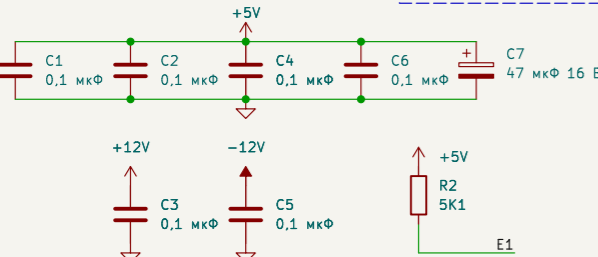 +5V
C1
0,1 мкФ
C2
0,1 мкФ
C4
0,1 мкФ
C6
0,1 мкФ
+
C7
47 мкФ 16 В
+12V
C3
0,1 мкФ
-12V
C5
0,1 мкФ
+5V
R2
5K1
E1